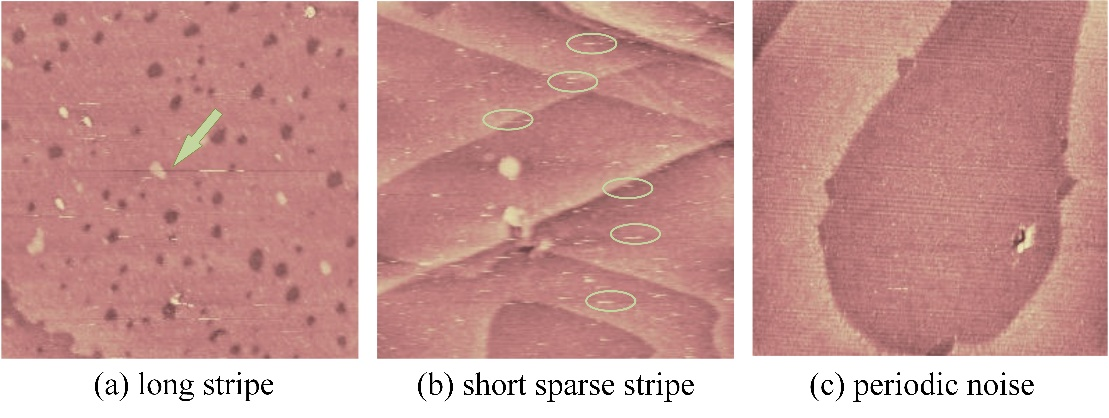 (a) long stripe
(b) short sparse stripe
(c) periodic noise